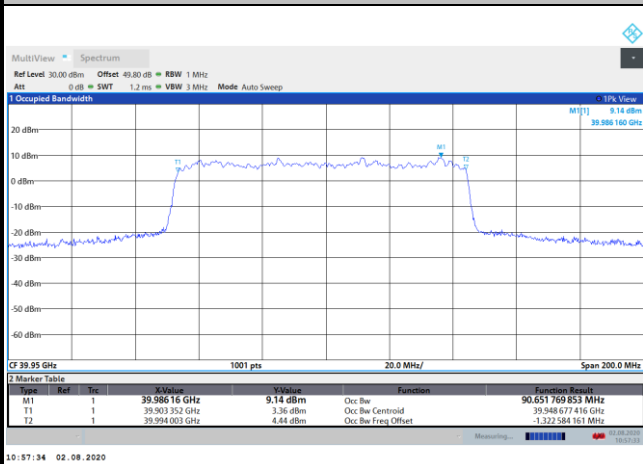 MultiView Spectrum
Ref Level 30.00 dBm Offset 49.80 dB RBW 1 MHz
Att 0 dB SWT 1.2 ms VBW 3 MHz Mode Auto Sweep
1 Occupied Bandwidth 1Pk View
M1[1] 9.14 dBm
39.986 160 GHz
20 dBm
M1
10 dBm
T1 T2
0 dBm
-10 dBm
-20 dBm
-30 dBm
-40 dBm
-50 dBm
-60 dBm
CF 39.95 GHz 1001 pts 20.0 MHz/ Span 200.0 MHz
2 Marker Table
Type Ref Trc X-Value Y-Value Function Function Result
M1 1 39.98616 GHz 9.14 dBm Occ Bw 90.651 769 853 MHz
T1 1 39.903 352 GHz 3.36 dBm Occ Bw Centroid 39.948 677 416 GHz
T2 1 39.994 003 GHz 4.44 dBm Occ Bw Freq Offset -1.322 584 161 MHz
Measuring... 02.08.2020
10:57:33
10:57:34 02.08.2020